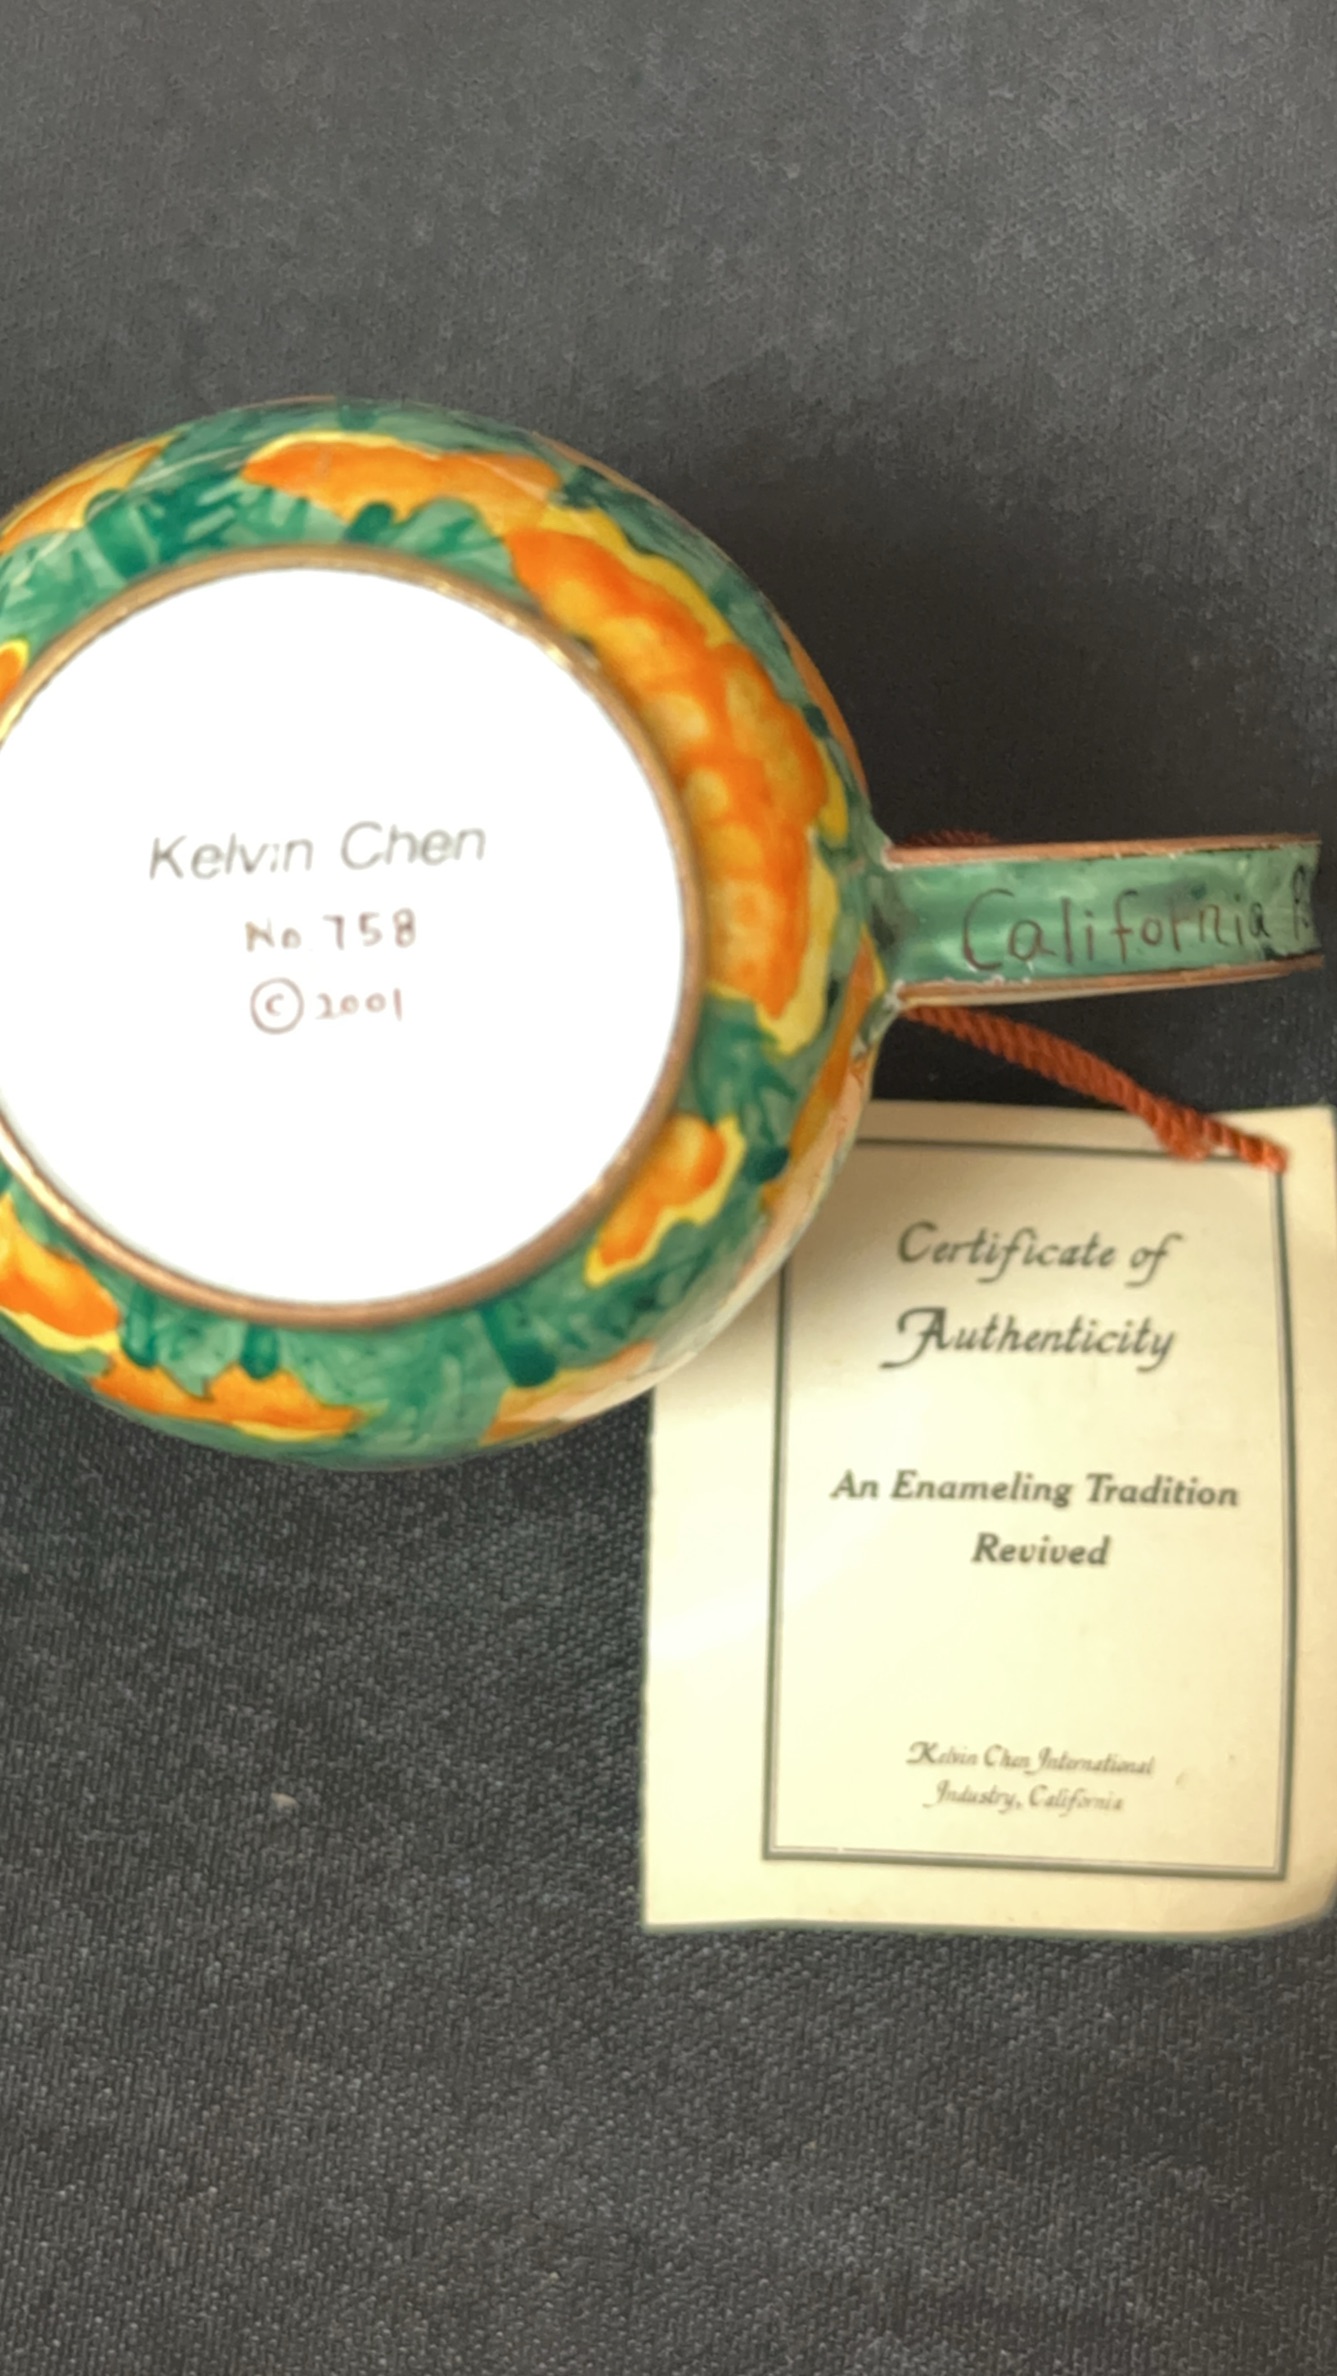 Kelvin Chen
No. 758
© 2001
California
Certificate of
Authenticity
An Enameling Tradition
Revived
Kelvin Chen International
Industry, California